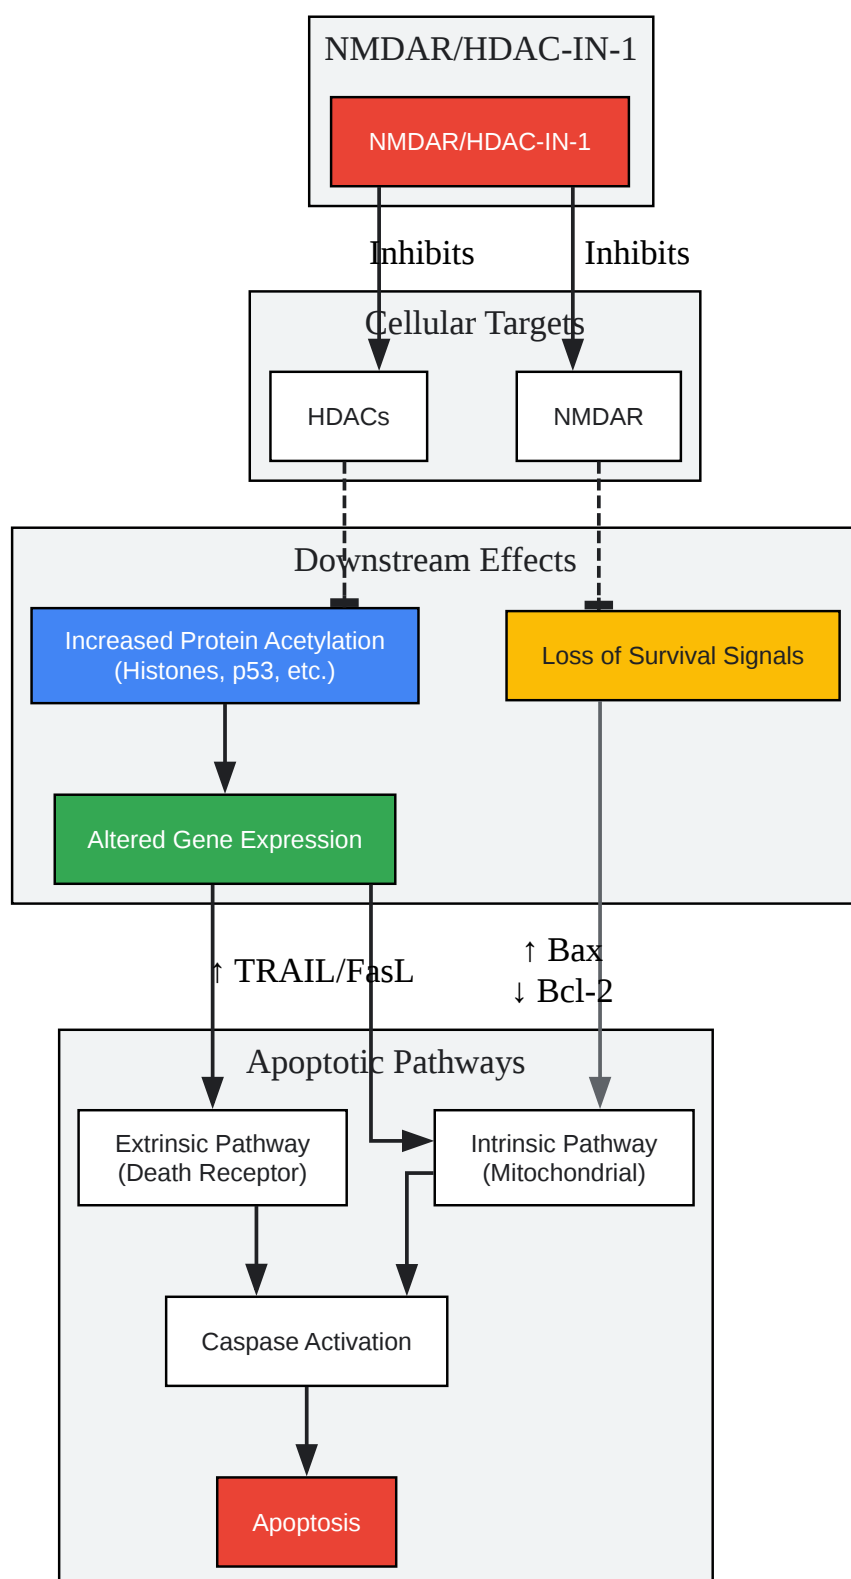 NMDAR/HDAC-IN-1
NMDAR/HDAC-IN-1
Inhibits
Inhibits
Cellular Targets
HDACs
NMDAR
Downstream Effects
Increased Protein Acetylation
(Histones, p53, etc.)
Loss of Survival Signals
Altered Gene Expression
↑ TRAIL/FasL
↑ Bax
↓ Bcl-2
Apoptotic Pathways
Extrinsic Pathway
(Death Receptor)
Intrinsic Pathway
(Mitochondrial)
Caspase Activation
Apoptosis